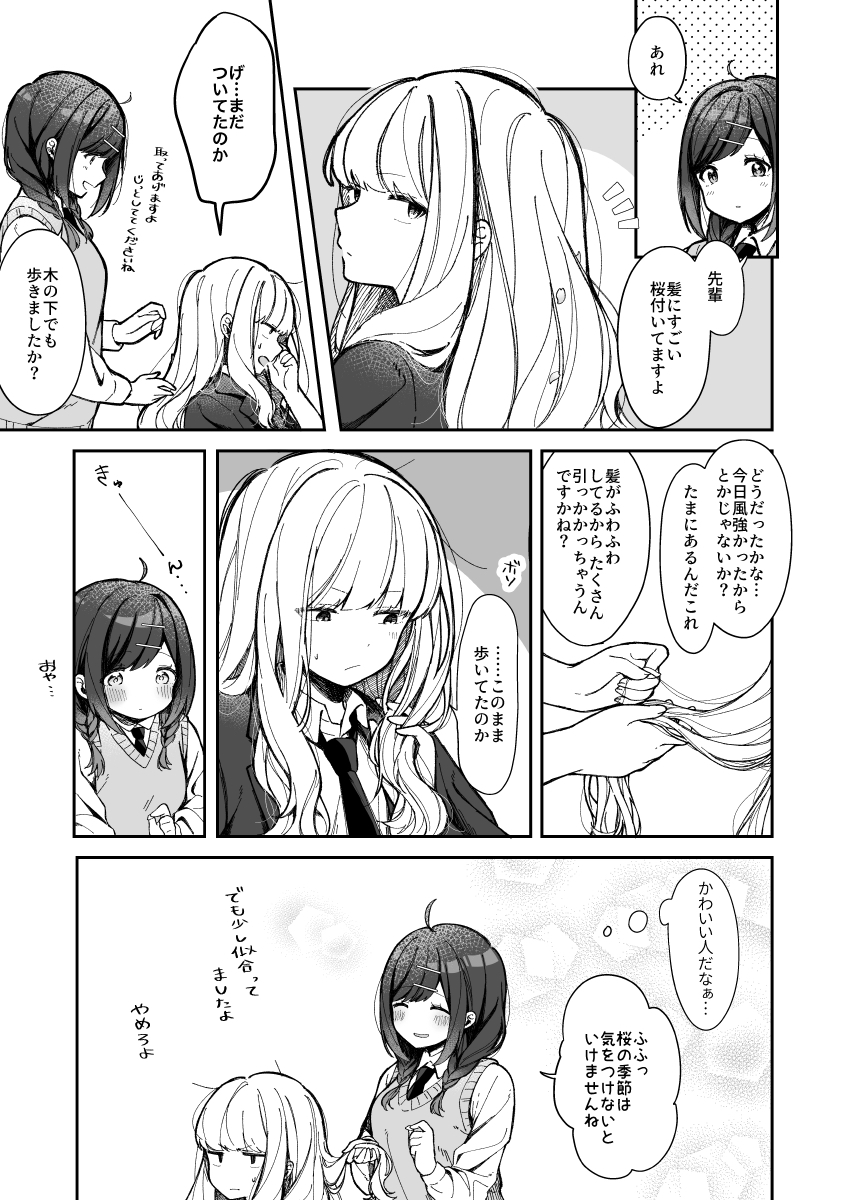 あれ
先輩
髪にすごい
桜付いてますよ
げ…まだ
ついてたのか
取ってあげますよ
じっとしててくださいね
木の下でも
歩きましたか？
どうだったかな…
今日風強かったから
とかじゃないか？
たまにあるんだこれ
髪がふわふわ
してるからたくさん
引っかかっちゃうん
ですかね？
ボソ
……このまま
歩いてたのか
きゅ
ん…
おや…
かわいい人だなぁ…
ふふっ
桜の季節は
気をつけないと
いけませんね
でも少し似合って
ましたよ
やめろよ